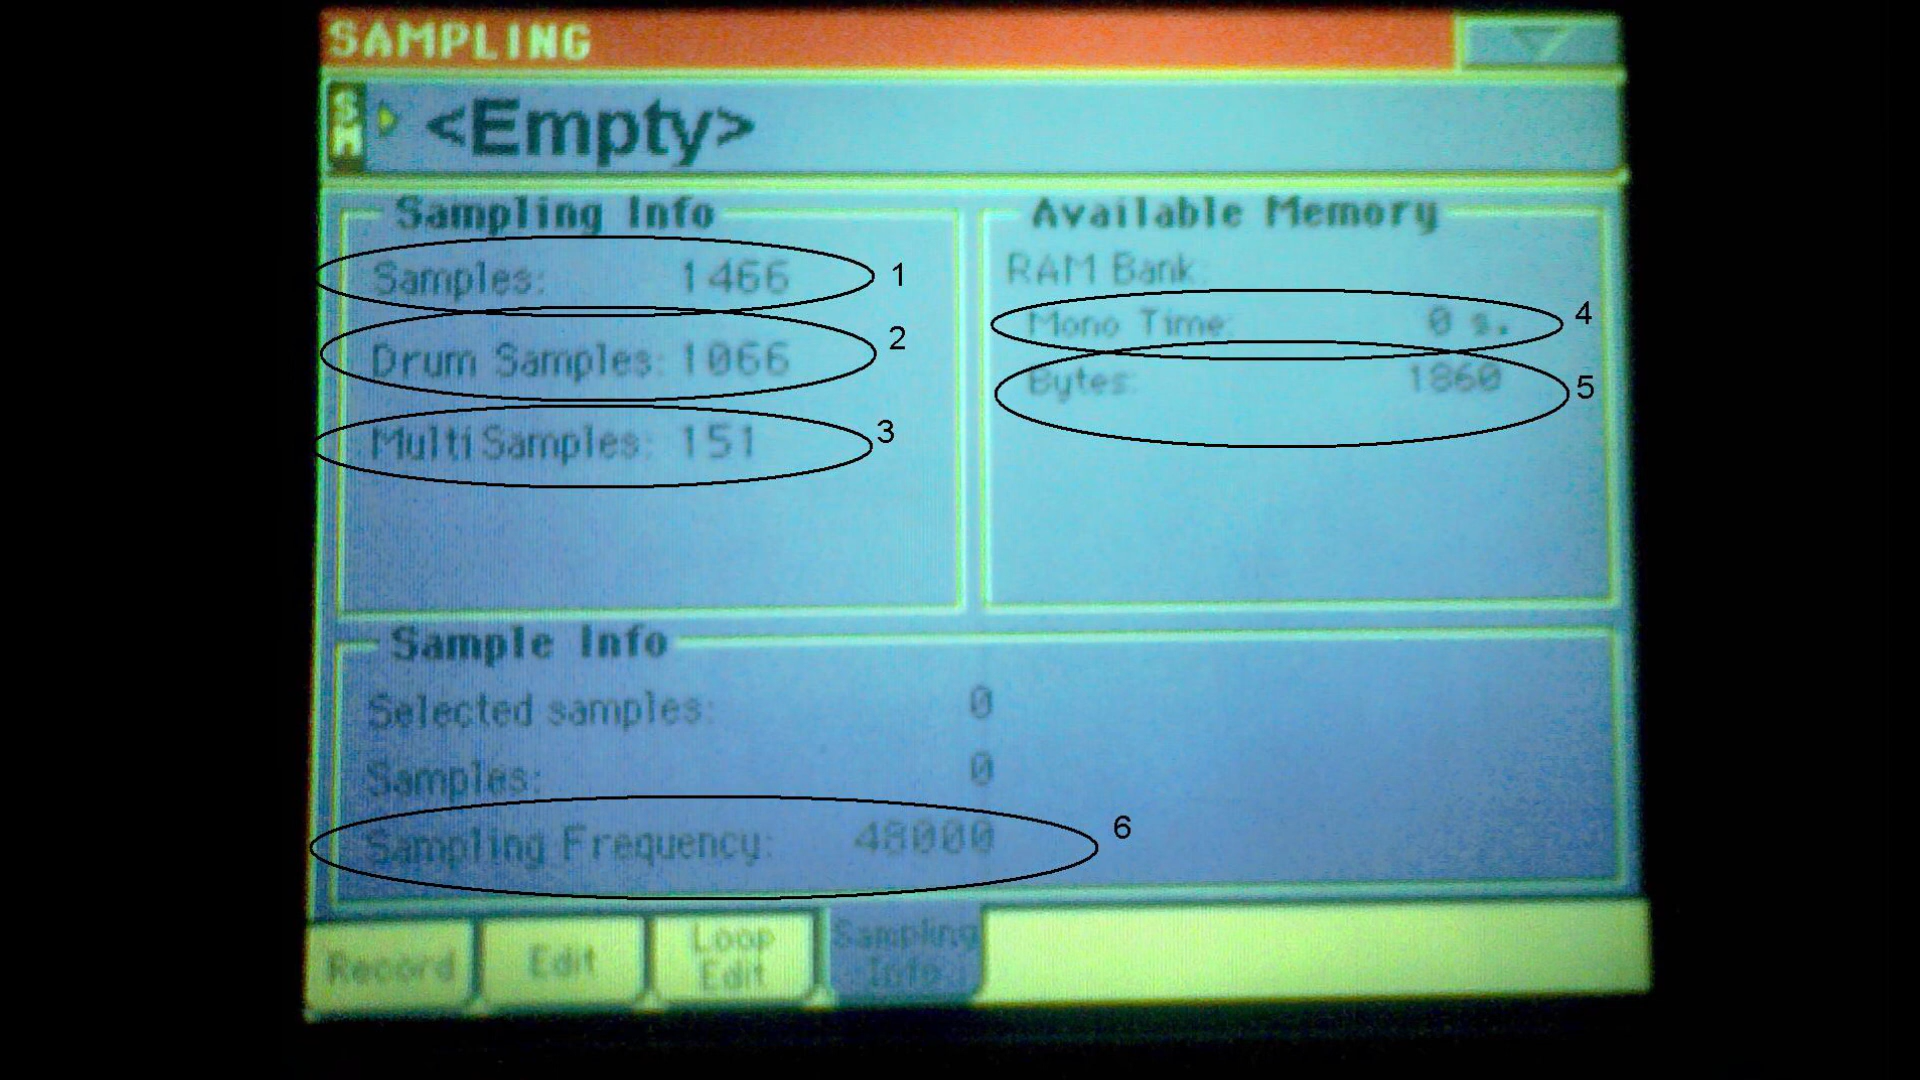 SAMPLING
SM <Empty>
Sampling Info
Samples: 1466 1
Drum Samples: 1066 2
Multi Samples: 151 3
Available Memory
RAM Bank:
Mono Time: 0 s. 4
Bytes: 1860 5
Sample Info
Selected samples: 0
Samples: 0
Sampling Frequency: 48000 6
Record
Edit
Loop
Edit
Sampling
Info